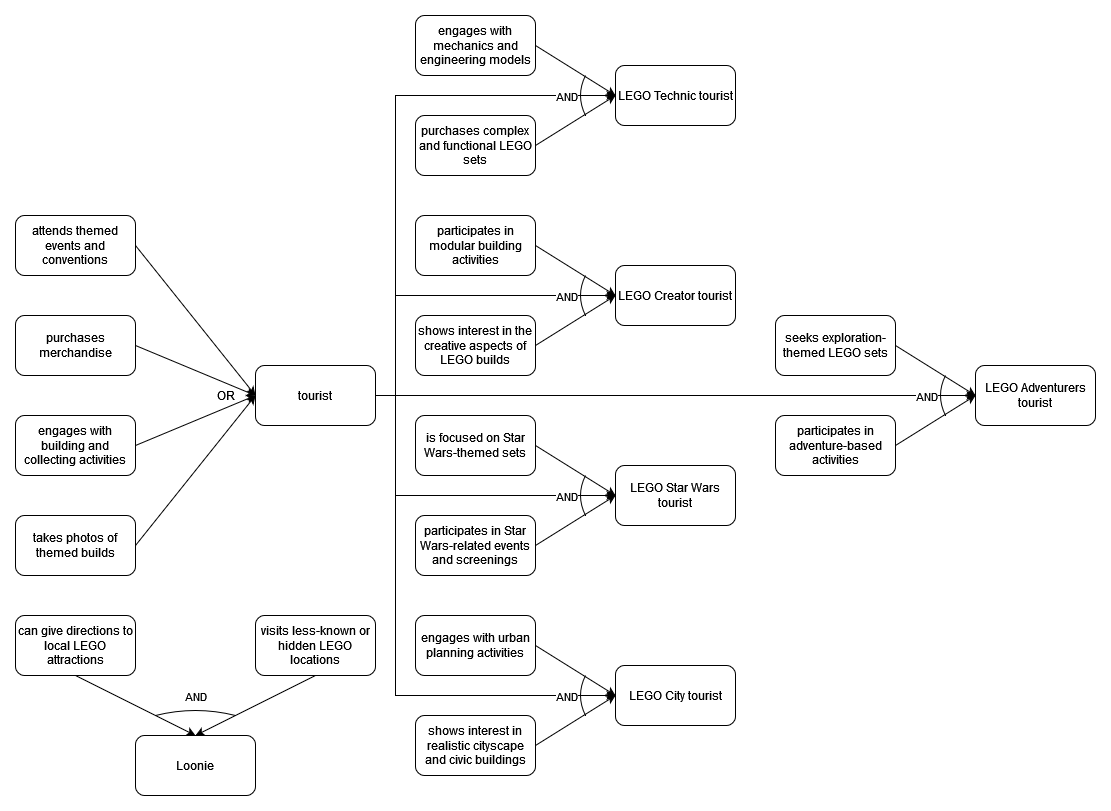 engages with
mechanics and
engineering models
AND
LEGO Technic tourist
purchases complex
and functional LEGO
sets
attends themed
events and
conventions
participates in
modular building
activities
AND
LEGO Creator tourist
shows interest in the
creative aspects of
LEGO builds
purchases
merchandise
seeks exploration-
themed LEGO sets
OR
tourist
AND
LEGO Adventurers
tourist
engages with
building and
collecting activities
is focused on Star
Wars-themed sets
participates in
adventure-based
activities
AND
LEGO Star Wars
tourist
takes photos of
themed builds
participates in Star
Wars-related events
and screenings
can give directions to
local LEGO
attractions
visits less-known or
hidden LEGO
locations
engages with urban
planning activities
AND
AND
LEGO City tourist
shows interest in
realistic cityscape
and civic buildings
Loonie